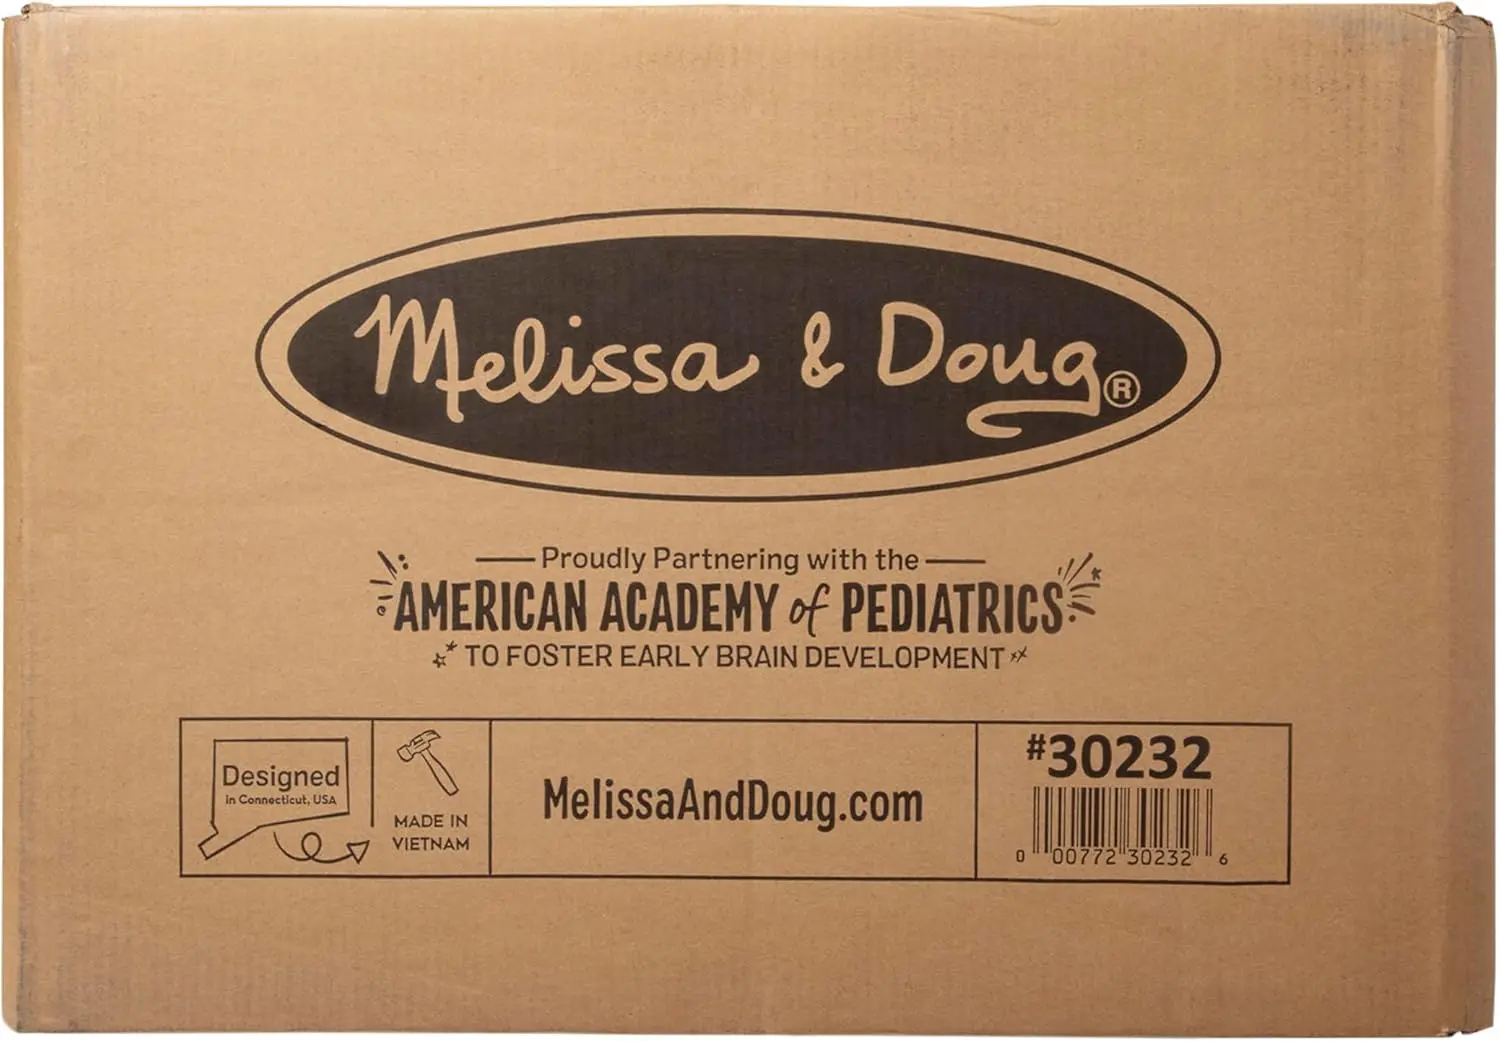 Melissa & Doug®
Proudly Partnering with the
AMERICAN ACADEMY of PEDIATRICS
TO FOSTER EARLY BRAIN DEVELOPMENT
Designed
in Connecticut, USA
MADE IN
VIETNAM
MelissaAndDoug.com
#30232
0 00772 30232 6